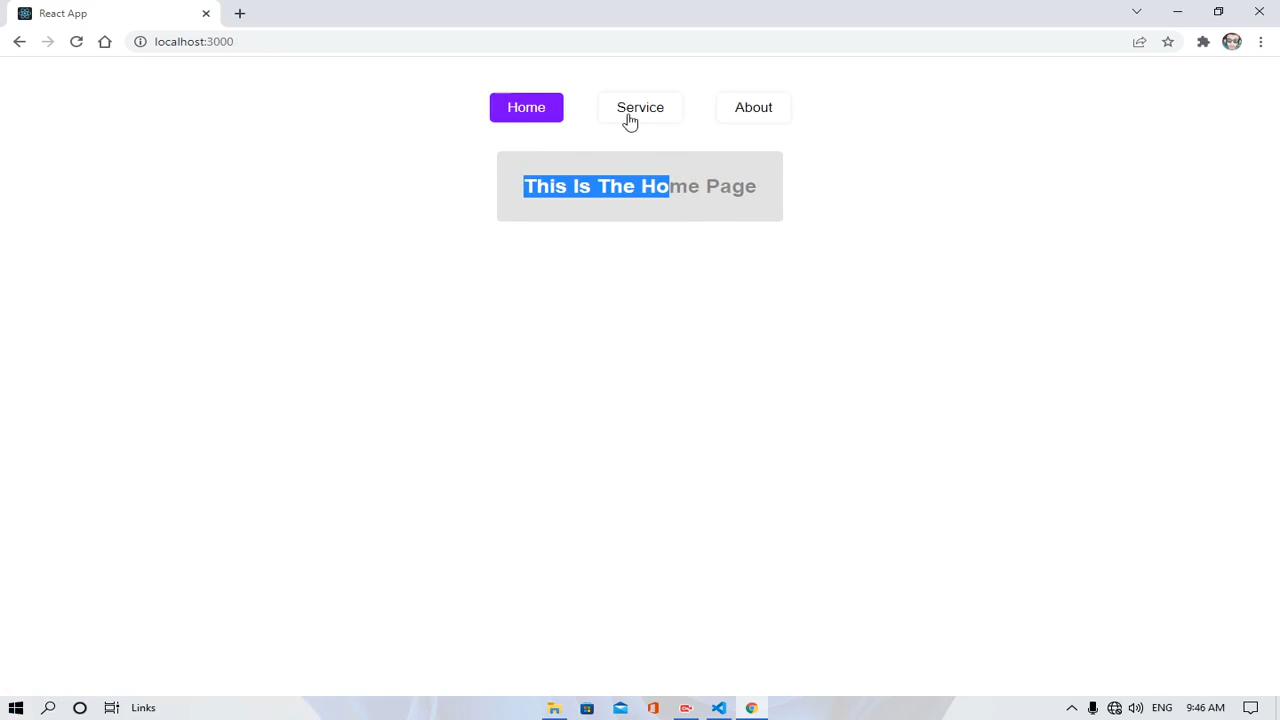 React App
localhost:3000
Home Service About
This Is The Home Page
Links ENG 9:46 AM